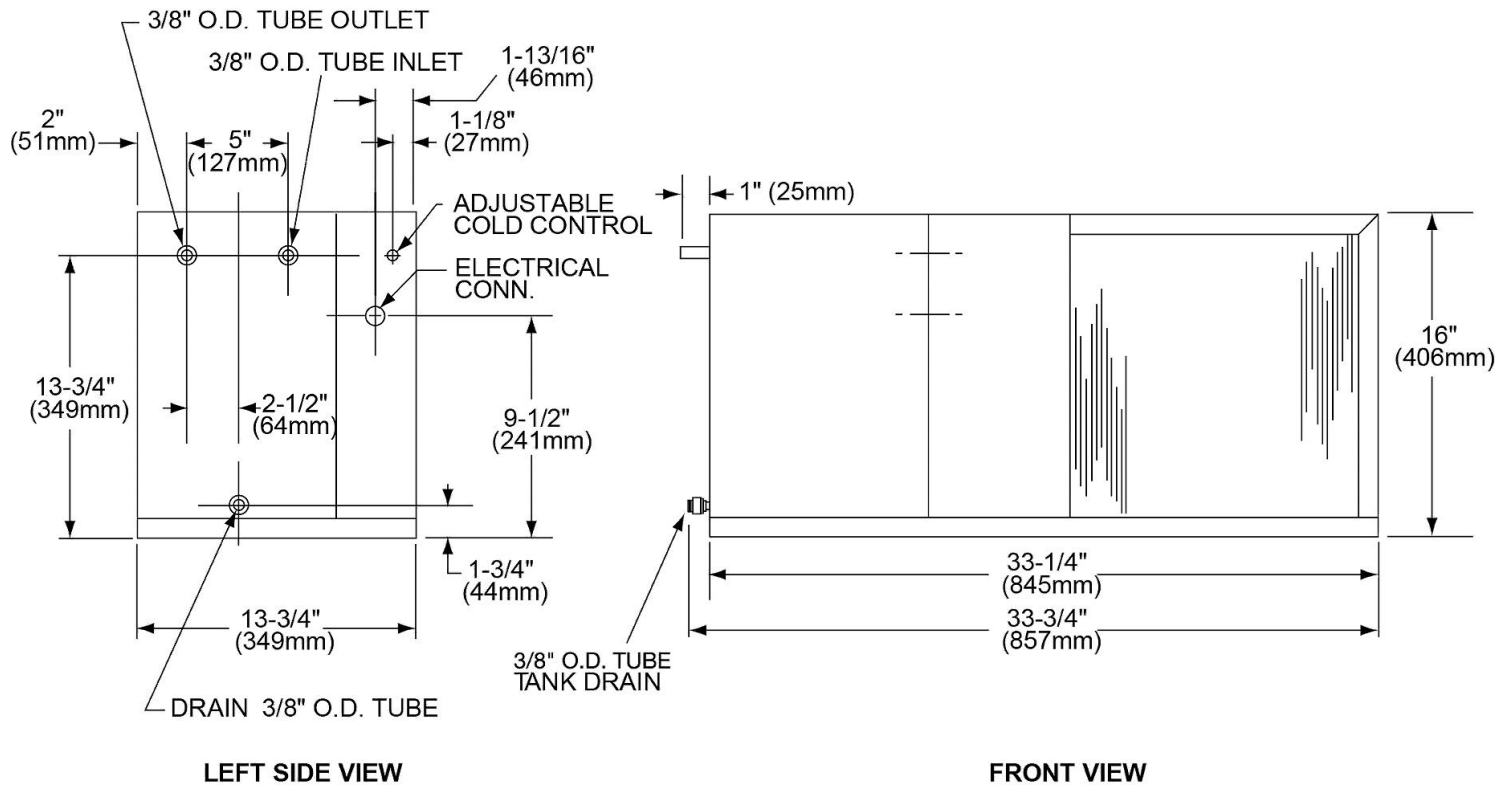 3/8" O.D. TUBE OUTLET
3/8" O.D. TUBE INLET
1-13/16"
(46mm)
2"
(51mm)
5"
(127mm)
1-1/8"
(27mm)
ADJUSTABLE
COLD CONTROL
ELECTRICAL
CONN.
13-3/4"
(349mm)
2-1/2"
(64mm)
9-1/2"
(241mm)
1-3/4"
(44mm)
13-3/4"
(349mm)
DRAIN 3/8" O.D. TUBE
LEFT SIDE VIEW
1" (25mm)
16"
(406mm)
33-1/4"
(845mm)
33-3/4"
(857mm)
3/8" O.D. TUBE
TANK DRAIN
FRONT VIEW